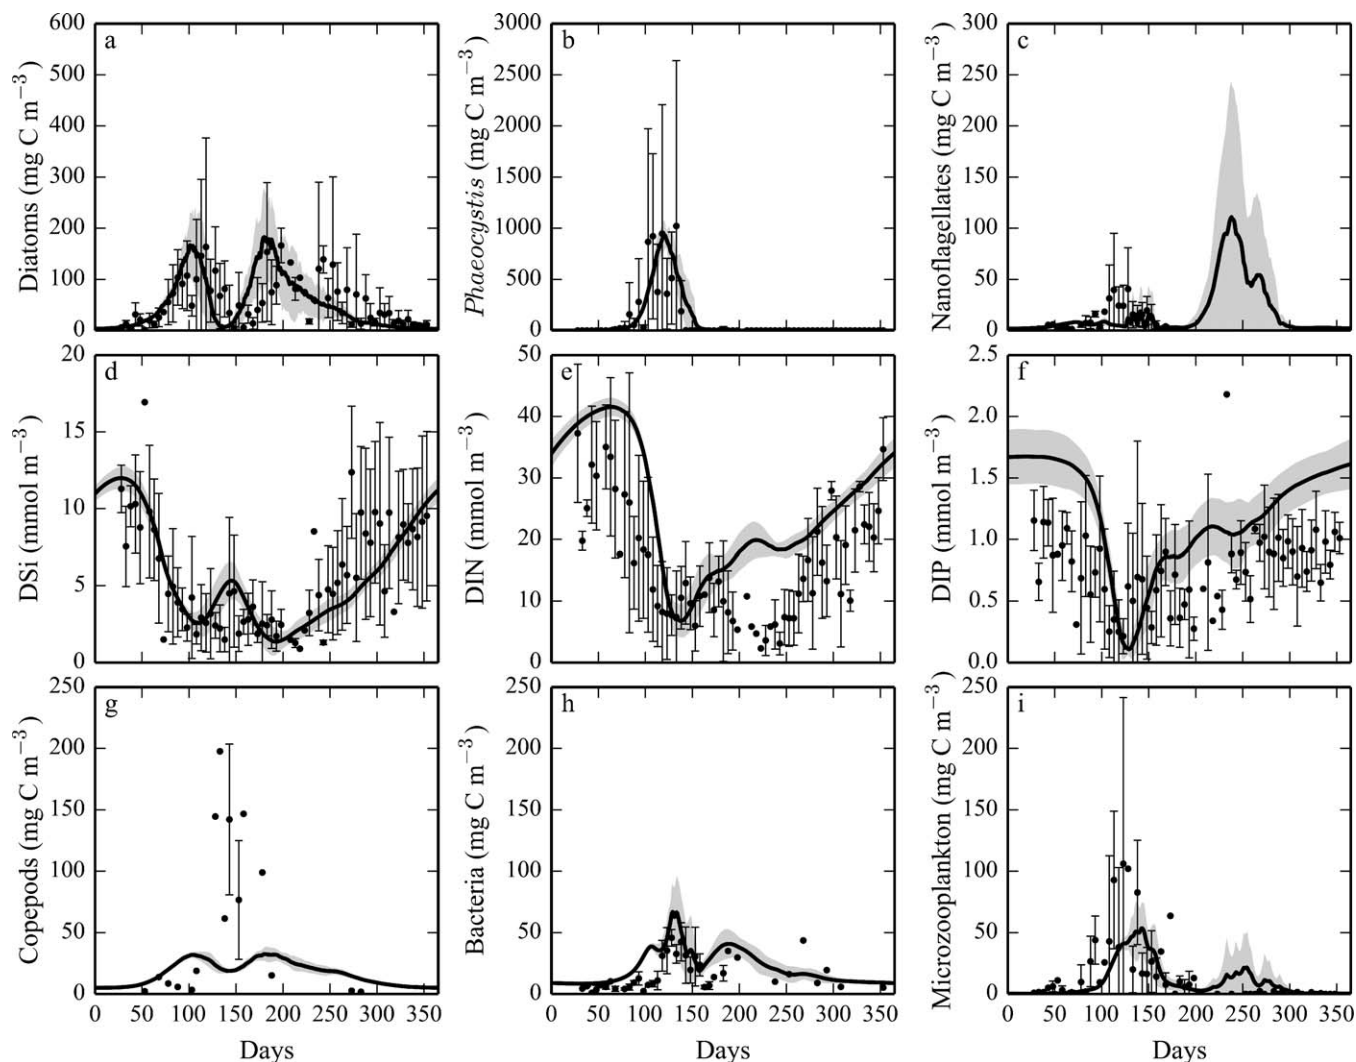 a
Diatoms (mg C m⁻³)
600
500
400
300
200
100
0
b
Phaeocystis (mg C m⁻³)
3000
2500
2000
1500
1000
500
0
c
Nanoflagellates (mg C m⁻³)
300
250
200
150
100
50
0
d
DSi (mmol m⁻³)
20
15
10
5
0
e
DIN (mmol m⁻³)
50
40
30
20
10
0
f
DIP (mmol m⁻³)
2.5
2.0
1.5
1.0
0.5
0.0
g
Copepods (mg C m⁻³)
250
200
150
100
50
0
0 50 100 150 200 250 300 350
Days
h
Bacteria (mg C m⁻³)
250
200
150
100
50
0
0 50 100 150 200 250 300 350
Days
i
Microzooplankton (mg C m⁻³)
250
200
150
100
50
0
0 50 100 150 200 250 300 350
Days